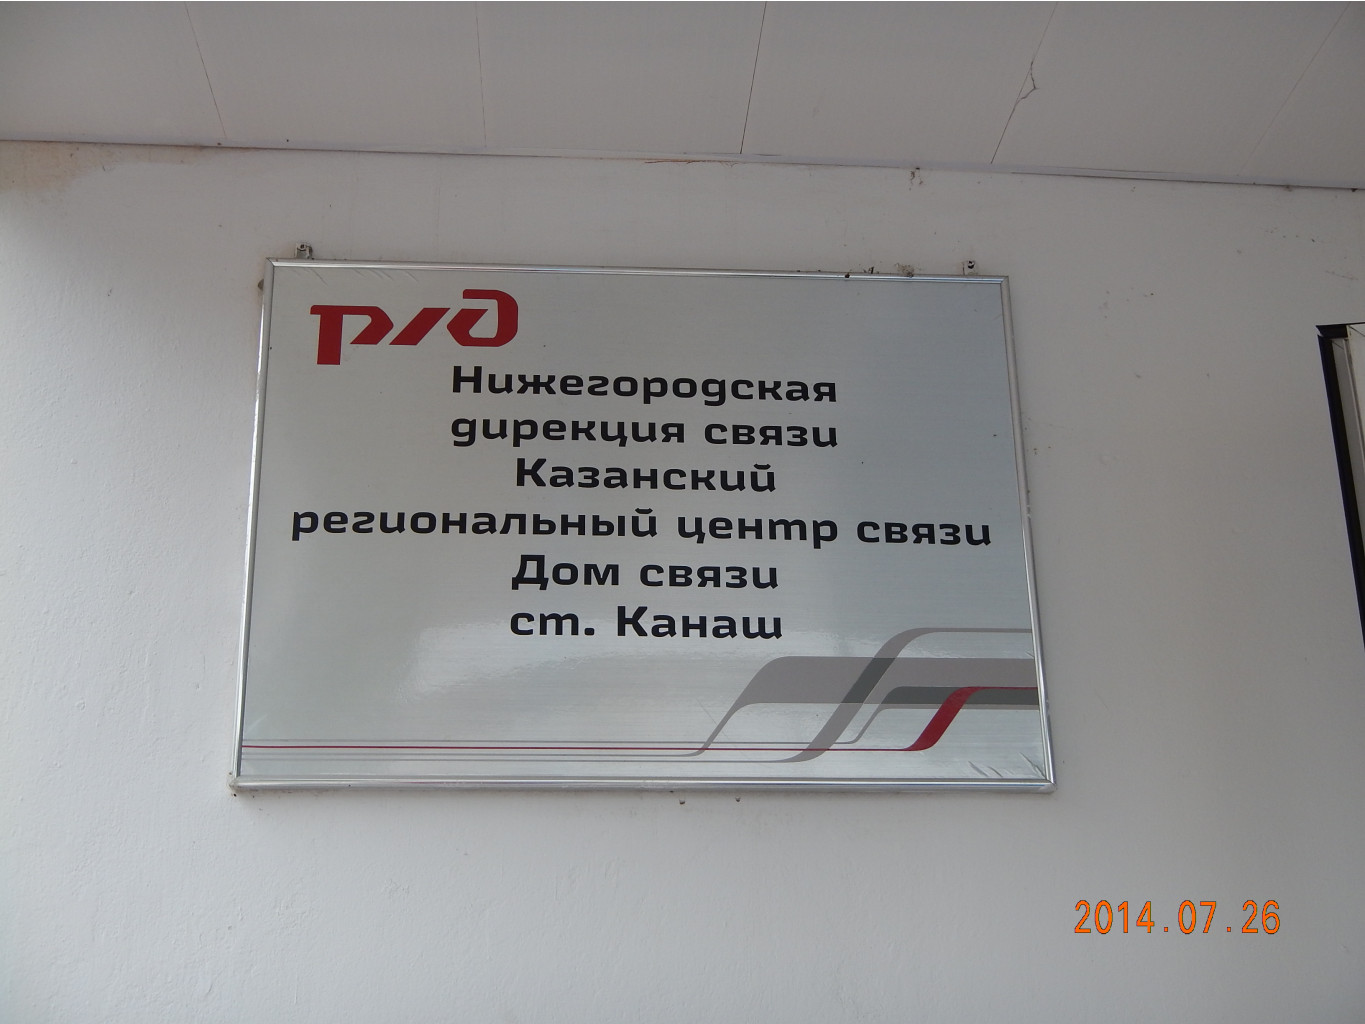 ржд
Нижегородская
дирекция связи
Казанский
региональный центр связи
Дом связи
ст. Канаш
2014.07.26